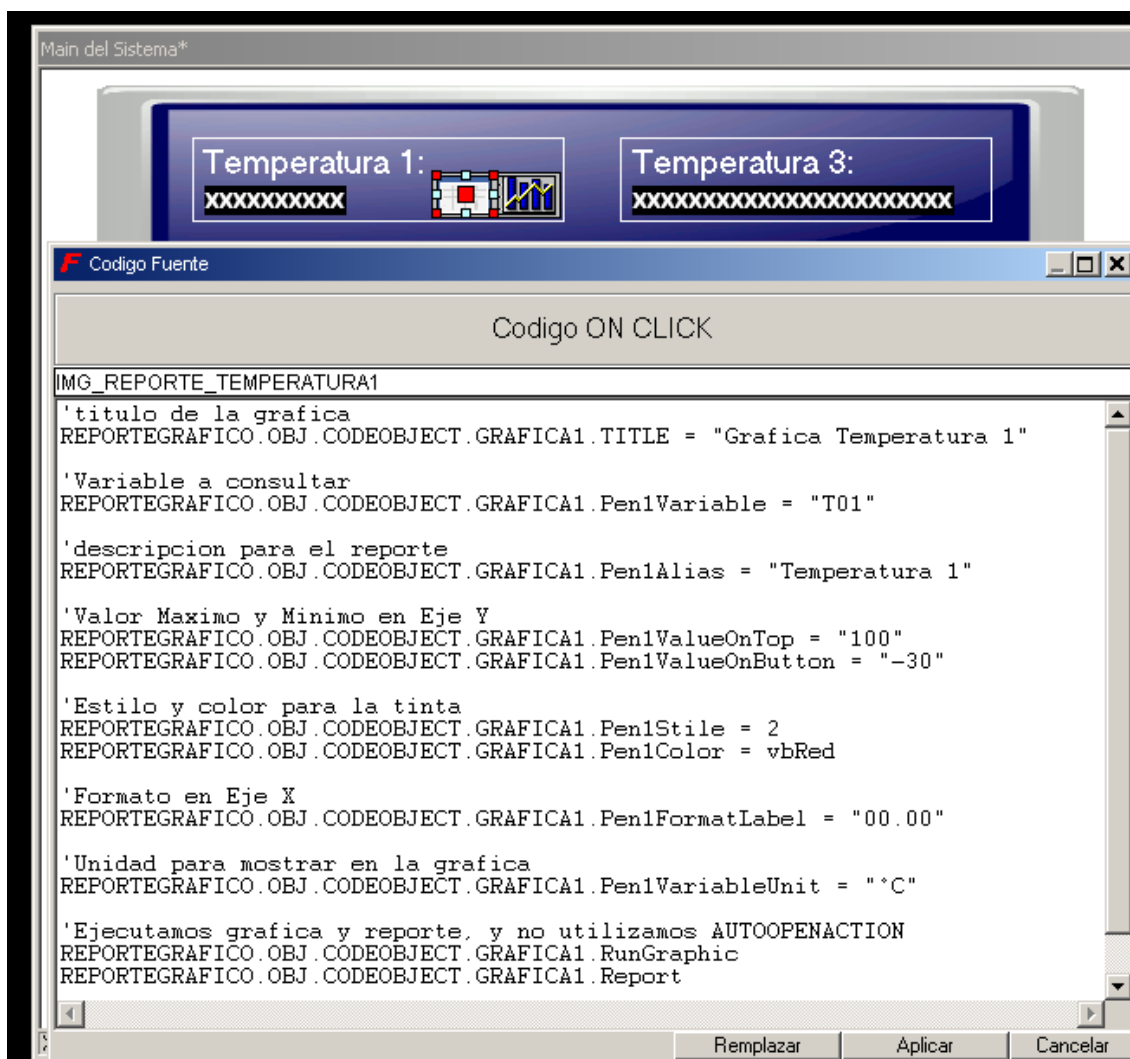 Main del Sistema*
Temperatura 1:
xxxxxxxxxx
Temperatura 3:
xxxxxxxxxxxxxxxxxxxxxxx
Codigo Fuente
Codigo ON CLICK
IMG_REPORTE_TEMPERATURA1
'titulo de la grafica
REPORTEGRAFICO.OBJ.CODEOBJECT.GRAFICA1.TITLE = "Grafica Temperatura 1"
'Variable a consultar
REPORTEGRAFICO.OBJ.CODEOBJECT.GRAFICA1.Pen1Variable = "T01"
'descripcion para el reporte
REPORTEGRAFICO.OBJ.CODEOBJECT.GRAFICA1.Pen1Alias = "Temperatura 1"
'Valor Maximo y Minimo en Eje Y
REPORTEGRAFICO.OBJ.CODEOBJECT.GRAFICA1.Pen1ValueOnTop = "100"
REPORTEGRAFICO.OBJ.CODEOBJECT.GRAFICA1.Pen1ValueOnButton = "-30"
'Estilo y color para la tinta
REPORTEGRAFICO.OBJ.CODEOBJECT.GRAFICA1.Pen1Stile = 2
REPORTEGRAFICO.OBJ.CODEOBJECT.GRAFICA1.Pen1Color = vbRed
'Formato en Eje X
REPORTEGRAFICO.OBJ.CODEOBJECT.GRAFICA1.Pen1FormatLabel = "00.00"
'Unidad para mostrar en la grafica
REPORTEGRAFICO.OBJ.CODEOBJECT.GRAFICA1.Pen1VariableUnit = "°C"
'Ejecutamos grafica y reporte, y no utilizamos AUTOOPENACTION
REPORTEGRAFICO.OBJ.CODEOBJECT.GRAFICA1.RunGraphic
REPORTEGRAFICO.OBJ.CODEOBJECT.GRAFICA1.Report
Remplazar Aplicar Cancelar